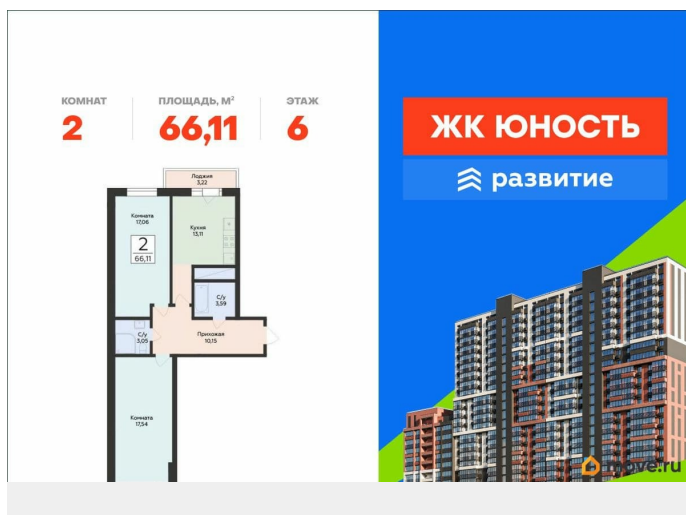 КОМНАТ
2
ПЛОЩАДЬ, М²
66,11
ЭТАЖ
6
Лоджия
3,22
Комната
17,06
2
66,11
Кухня
13,11
С/у
3,59
С/у
3,05
Прихожая
10,15
Комната
17,54
ЖК ЮНОСТЬ
развитие
move.ru